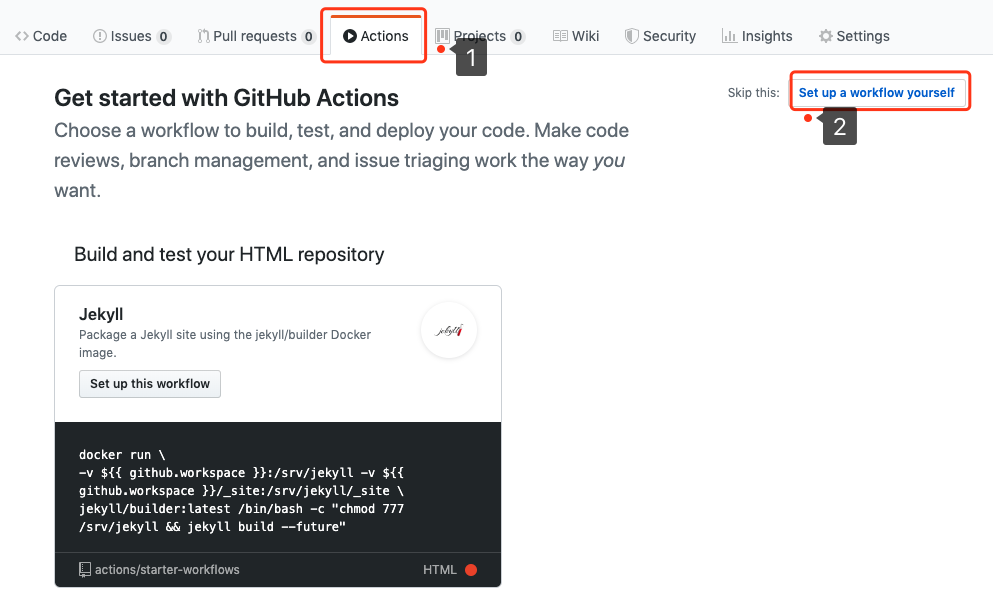 Code Issues 0 Pull requests 0 Actions Projects 0 Wiki Security Insights Settings
1
Get started with GitHub Actions
Skip this: Set up a workflow yourself
2
Choose a workflow to build, test, and deploy your code. Make code
reviews, branch management, and issue triaging work the way you
want.
Build and test your HTML repository
Jekyll
Package a Jekyll site using the jekyll/builder Docker
image.
jekyll
Set up this workflow
docker run \
-v ${{ github.workspace }}:/srv/jekyll -v ${{
github.workspace }}/_site:/srv/jekyll/_site \
jekyll/builder:latest /bin/bash -c "chmod 777
/srv/jekyll && jekyll build --future"
actions/starter-workflows HTML